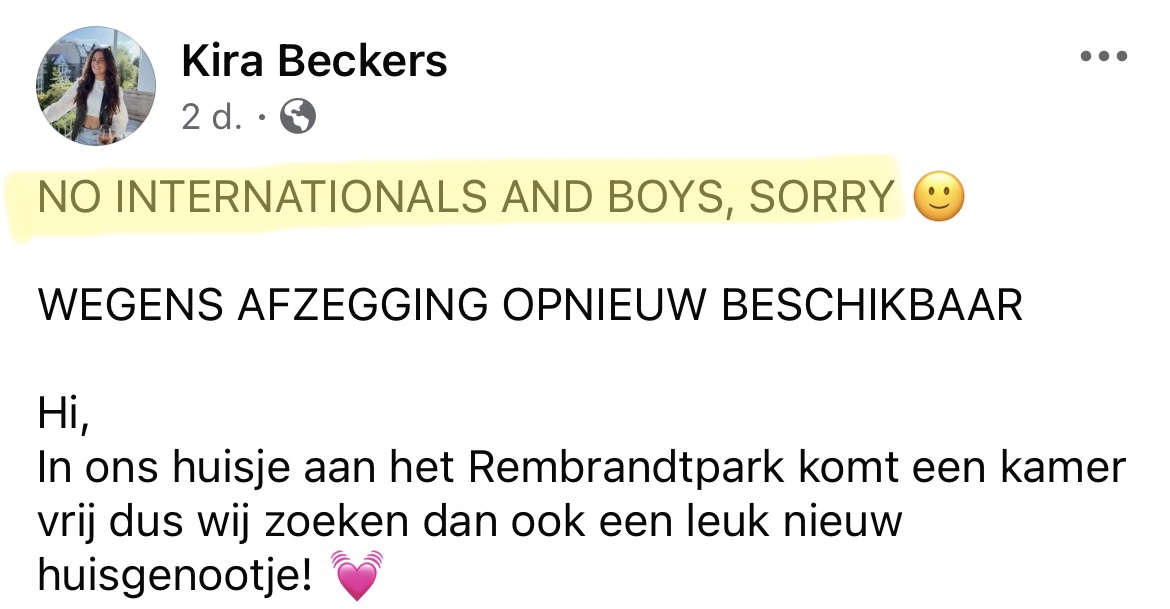 Kira Beckers
2 d.
NO INTERNATIONALS AND BOYS, SORRY 🙂
WEGENS AFZEGGING OPNIEUW BESCHIKBAAR
Hi,
In ons huisje aan het Rembrandtpark komt een kamer
vrij dus wij zoeken dan ook een leuk nieuw
huisgenootje! 💓